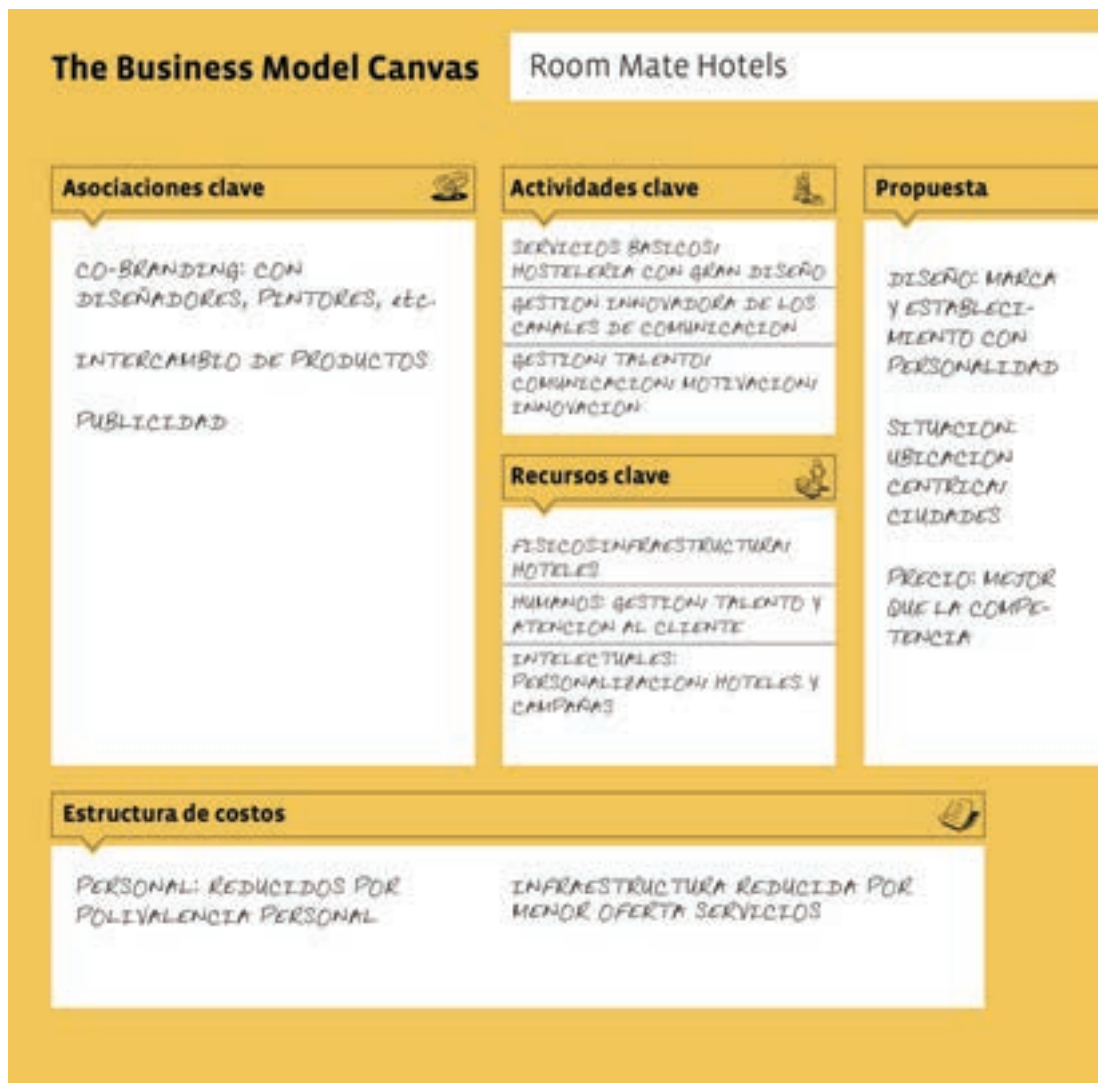 The Business Model Canvas
Room Mate Hotels
Asociaciones clave
CO-BRANDING: CON
DISEÑADORES, PINTORES, etc.
INTERCAMBIO DE PRODUCTOS
PUBLICIDAD
Actividades clave
SERVICIOS BASICOS/
HOSTELERIA CON GRAN DISEÑO
GESTION INNOVADORA DE LOS
CANALES DE COMUNICACION
GESTION/ TALENTO/
COMUNICACION/ MOTIVACION/
INNOVACION
Recursos clave
FISICOS:INFRAESTRUCTURA/
HOTELES
HUMANOS: GESTION/ TALENTO Y
ATENCION AL CLIENTE
INTELECTUALES:
PERSONALIZACION/ HOTELES Y
CAMPAÑAS
Propuesta
DISEÑO: MARCA
Y ESTABLECI-
MIENTO CON
PERSONALIDAD
SITUACION:
UBICACION
CENTRICA/
CIUDADES
PRECIO: MEJOR
QUE LA COMPE-
TENCIA
Estructura de costos
PERSONAL: REDUCIDOS POR
POLIVALENCIA PERSONAL
INFRAESTRUCTURA REDUCIDA POR
MENOR OFERTA SERVICIOS